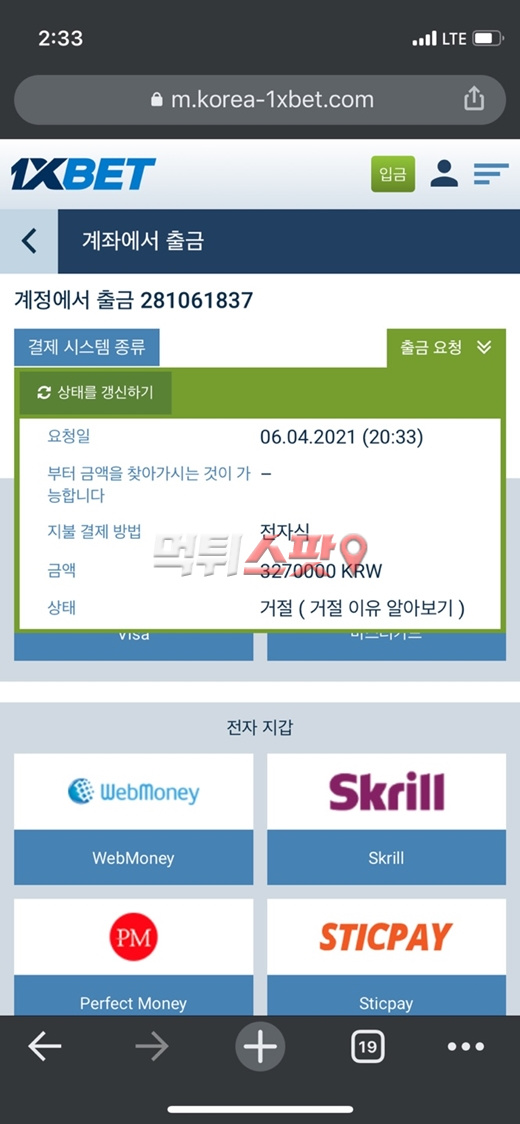 2:33
LTE
m.korea-1xbet.com
1XBET
입금
계좌에서 출금
계정에서 출금 281061837
결제 시스템 종류
출금 요청
상태를 갱신하기
요청일 06.04.2021 (20:33)
부터 금액을 찾아가시는 것이 가 –
능합니다
지불 결제 방법 전자식
먹튀스팟
금액 3270000 KRW
상태 거절 ( 거절 이유 알아보기 )
Visa 마스터카드
전자 지갑
WebMoney Skrill
WebMoney Skrill
PM STICPAY
Perfect Money Sticpay
19